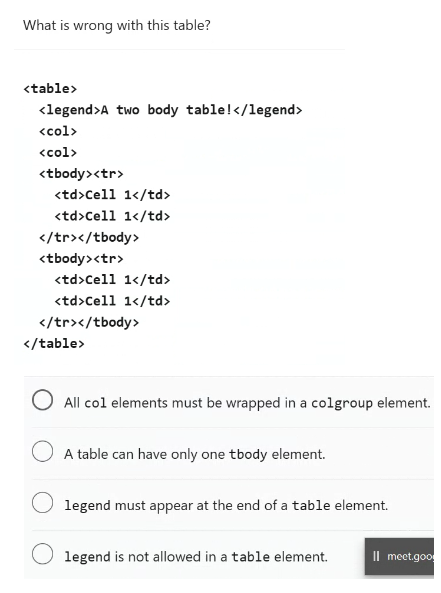 What is wrong with this table?
<table>
<legend>A two body table!</legend>
<col>
<col>
<tbody><tr>
<td>Cell 1</td>
<td>Cell 1</td>
</tr></tbody>
<tbody><tr>
<td>Cell 1</td>
<td>Cell 1</td>
</tr></tbody>
</table>
All col elements must be wrapped in a colgroup element.
A table can have only one tbody element.
legend must appear at the end of a table element.
legend is not allowed in a table element.
meet.goo